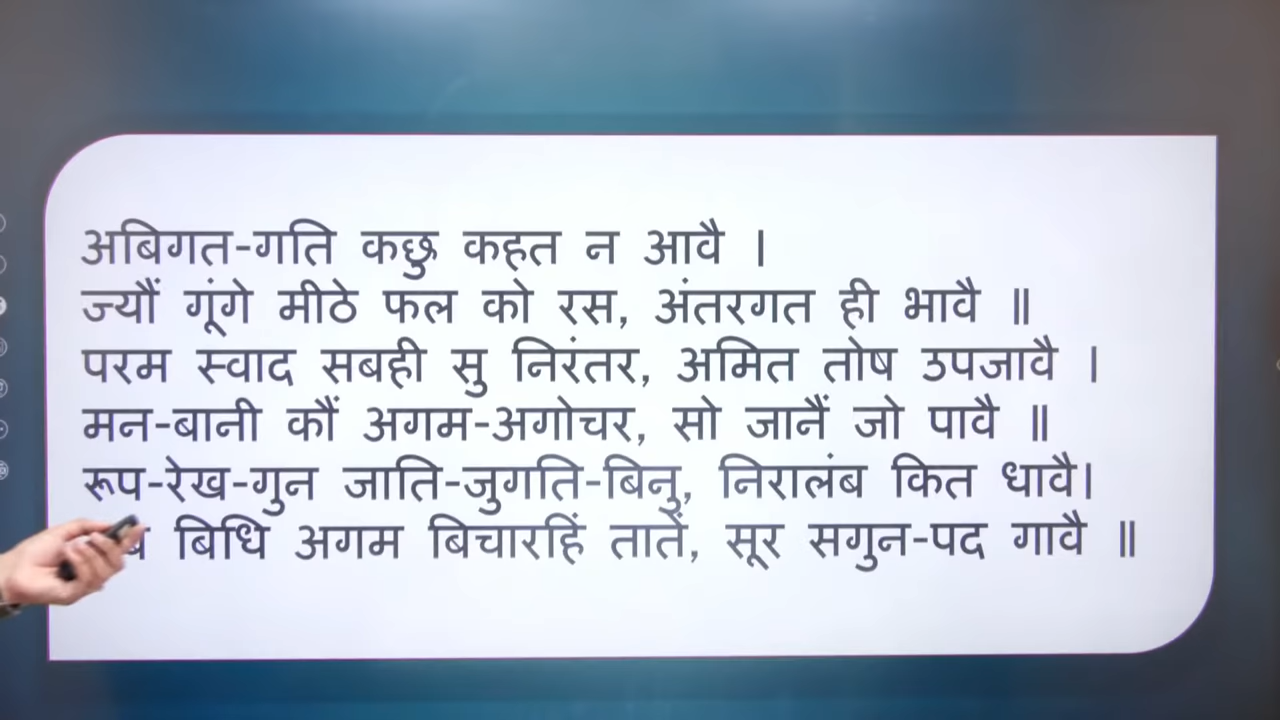 अबिगत-गति कछु कहत न आवै ।
ज्यौं गूंगे मीठे फल को रस, अंतरगत ही भावै ॥
परम स्वाद सबही सु निरंतर, अमित तोष उपजावै ।
मन-बानी कौं अगम-अगोचर, सो जानैं जो पावै ॥
रूप-रेख-गुन जाति-जुगति-बिनु, निरालंब कित धावै।
बिधि अगम बिचारहिं तातें, सूर सगुन-पद गावै ॥